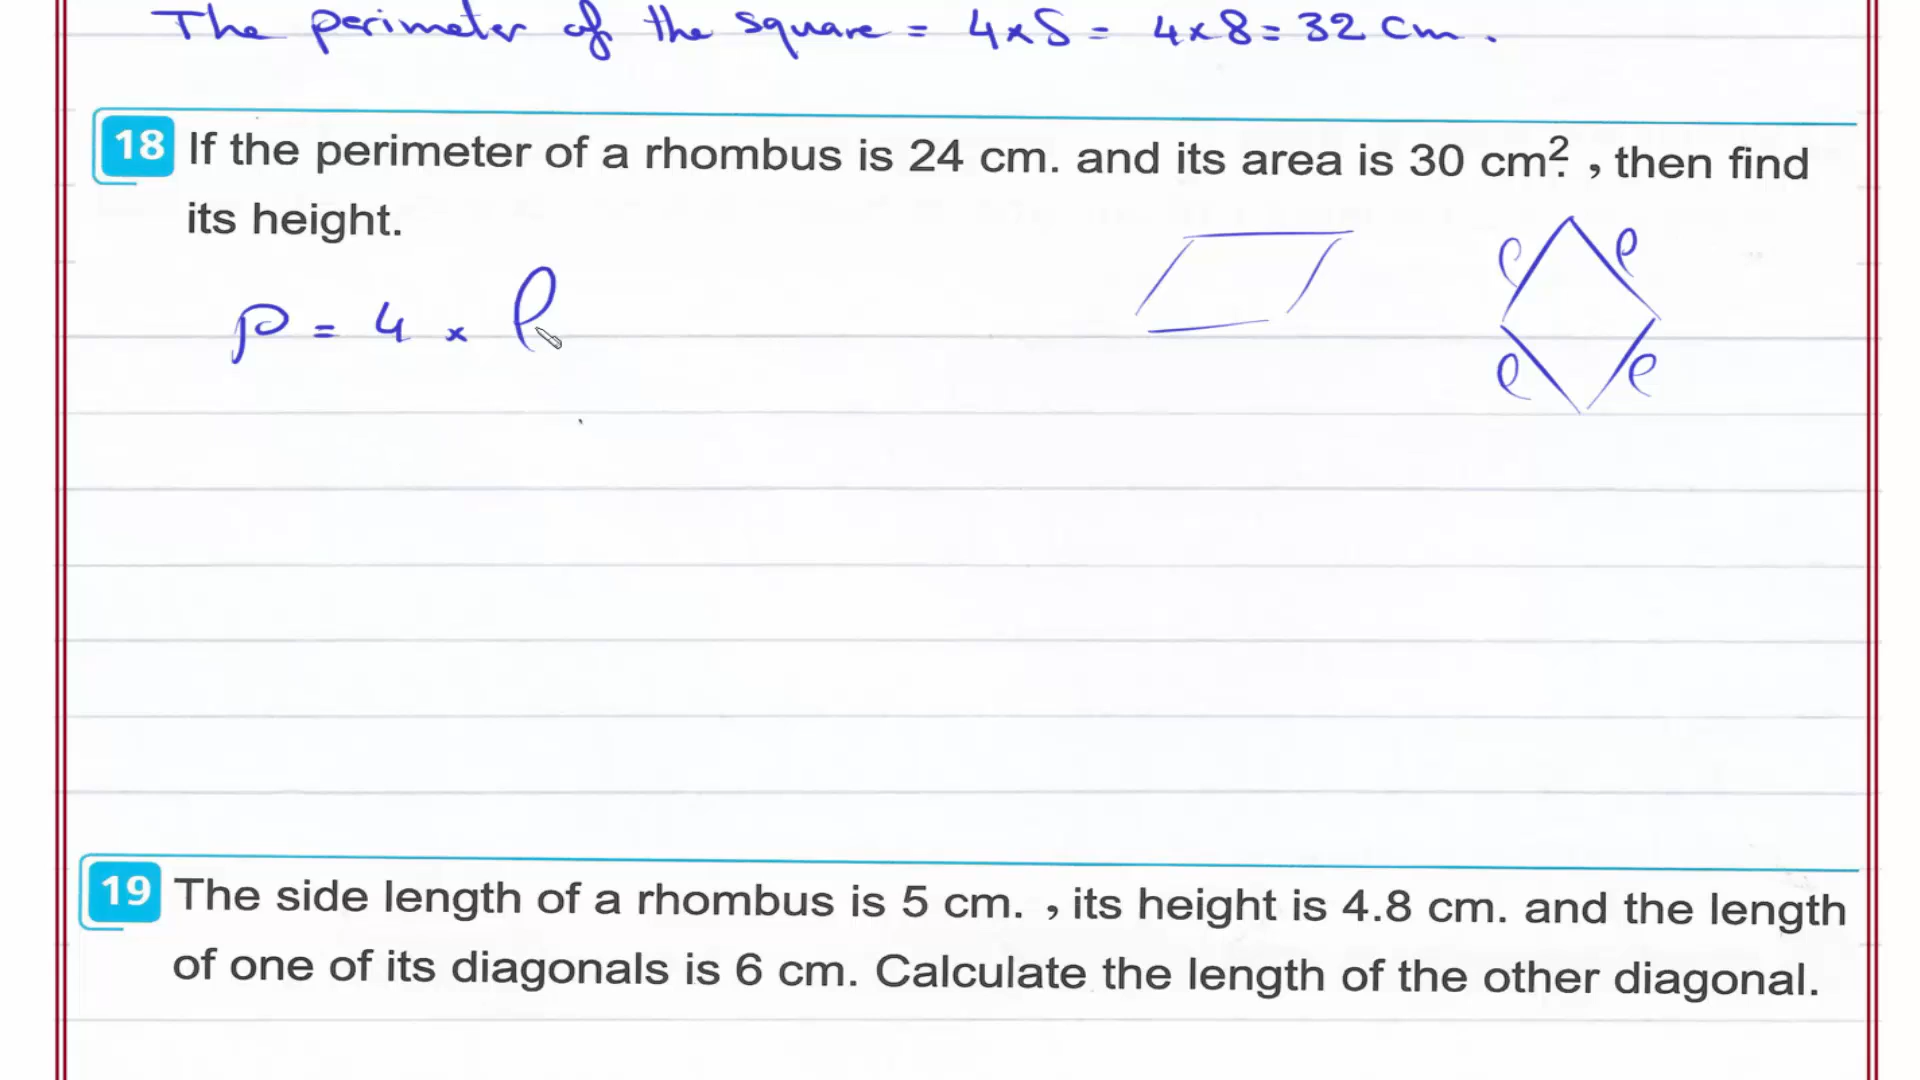 The perimeter of the square = 4×S = 4×8 = 32 cm.
18 If the perimeter of a rhombus is 24 cm. and its area is 30 cm². , then find
its height.
l l
P = 4 × l
l l
19 The side length of a rhombus is 5 cm. , its height is 4.8 cm. and the length
of one of its diagonals is 6 cm. Calculate the length of the other diagonal.